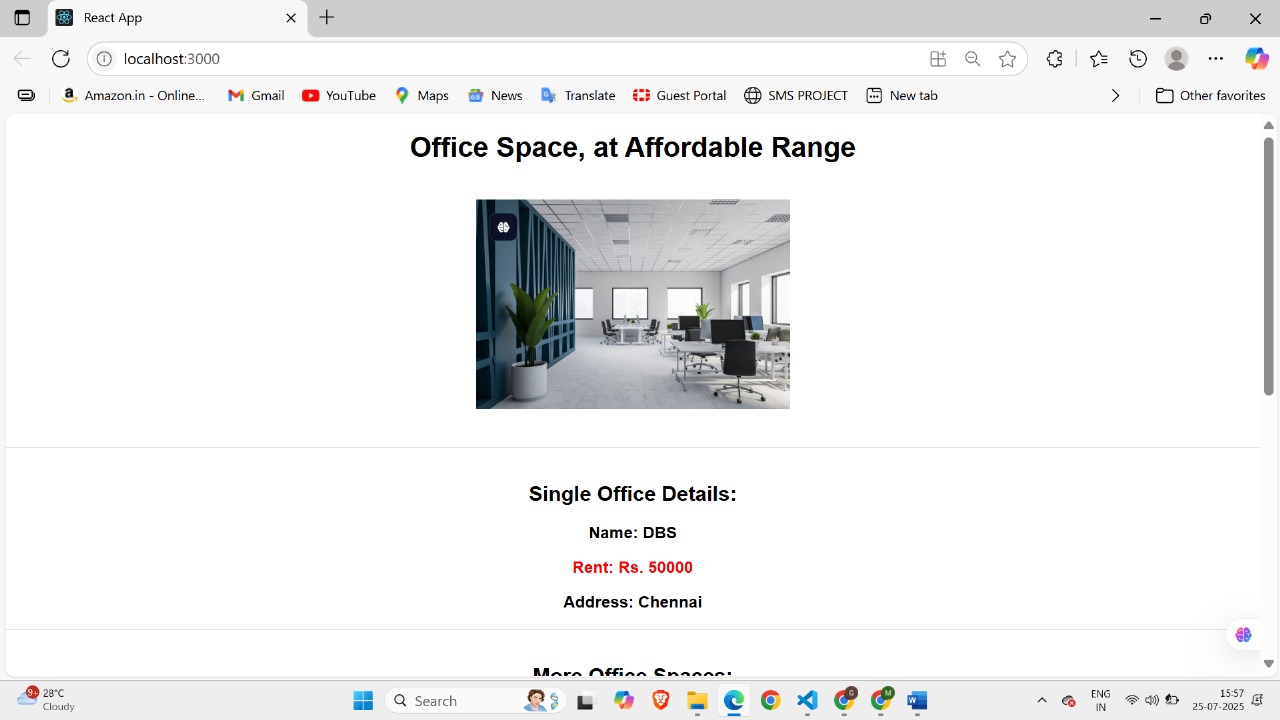 React App
localhost:3000
Amazon.in - Online... Gmail YouTube Maps News Translate Guest Portal SMS PROJECT New tab Other favorites
Office Space, at Affordable Range
Single Office Details:
Name: DBS
Rent: Rs. 50000
Address: Chennai
More Office Spaces:
9+ 28°C
Cloudy
Search
G
M
ENG
IN
15:57
25-07-2025